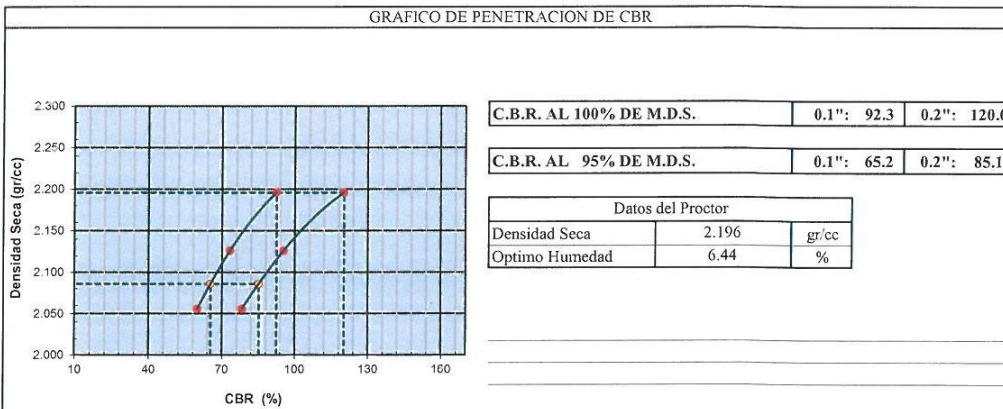 GRAFICO DE PENETRACION DE CBR
C.B.R. AL 100% DE M.D.S. 0.1": 92.3 0.2": 120.0
C.B.R. AL 95% DE M.D.S. 0.1": 65.2 0.2": 85.1
Datos del Proctor
Densidad Seca 2.196 gr/cc
Optimo Humedad 6.44 %
Densidad Seca (gr/cc)
2.300
2.250
2.200
2.150
2.100
2.050
2.000
10 40 70 100 130 160
CBR (%)